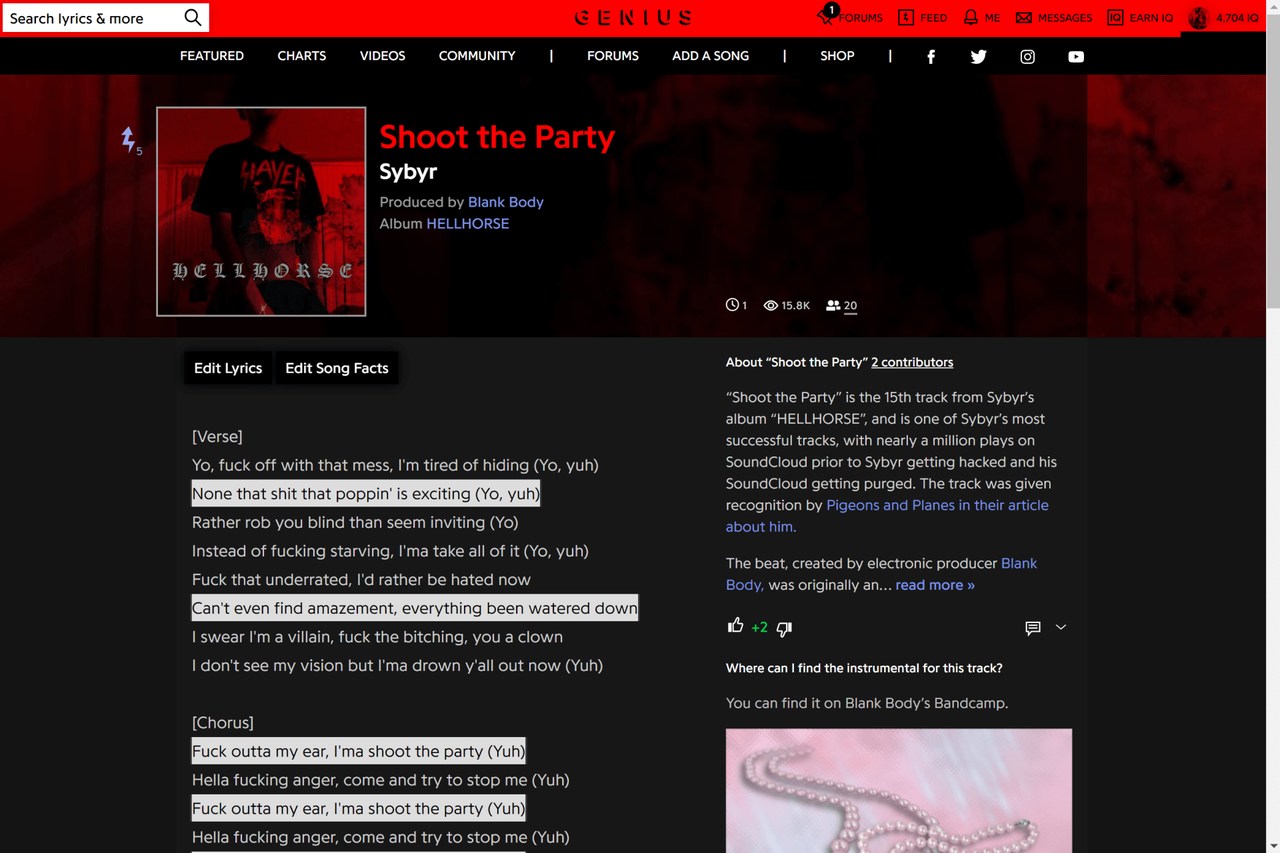 Search lyrics & more
GENIUS
1
FORUMS
FEED
ME
MESSAGES
IQ
EARN IQ
4,704 IQ
FEATURED
CHARTS
VIDEOS
COMMUNITY
|
FORUMS
ADD A SONG
|
SHOP
|
5
SLAYER
HELLHORSE
Shoot the Party
Sybyr
Produced by Blank Body
Album HELLHORSE
1
15.8K
20
Edit Lyrics
Edit Song Facts
[Verse]
Yo, fuck off with that mess, I'm tired of hiding (Yo, yuh)
None that shit that poppin' is exciting (Yo, yuh)
Rather rob you blind than seem inviting (Yo)
Instead of fucking starving, I'ma take all of it (Yo, yuh)
Fuck that underrated, I'd rather be hated now
Can't even find amazement, everything been watered down
I swear I'm a villain, fuck the bitching, you a clown
I don't see my vision but I'ma drown y'all out now (Yuh)
[Chorus]
Fuck outta my ear, I'ma shoot the party (Yuh)
Hella fucking anger, come and try to stop me (Yuh)
Fuck outta my ear, I'ma shoot the party (Yuh)
Hella fucking anger, come and try to stop me (Yuh)
About “Shoot the Party” 2 contributors
“Shoot the Party” is the 15th track from Sybyr’s
album “HELLHORSE”, and is one of Sybyr’s most
successful tracks, with nearly a million plays on
SoundCloud prior to Sybyr getting hacked and his
SoundCloud getting purged. The track was given
recognition by Pigeons and Planes in their article
about him.
The beat, created by electronic producer Blank
Body, was originally an… read more »
+2
Where can I find the instrumental for this track?
You can find it on Blank Body’s Bandcamp.